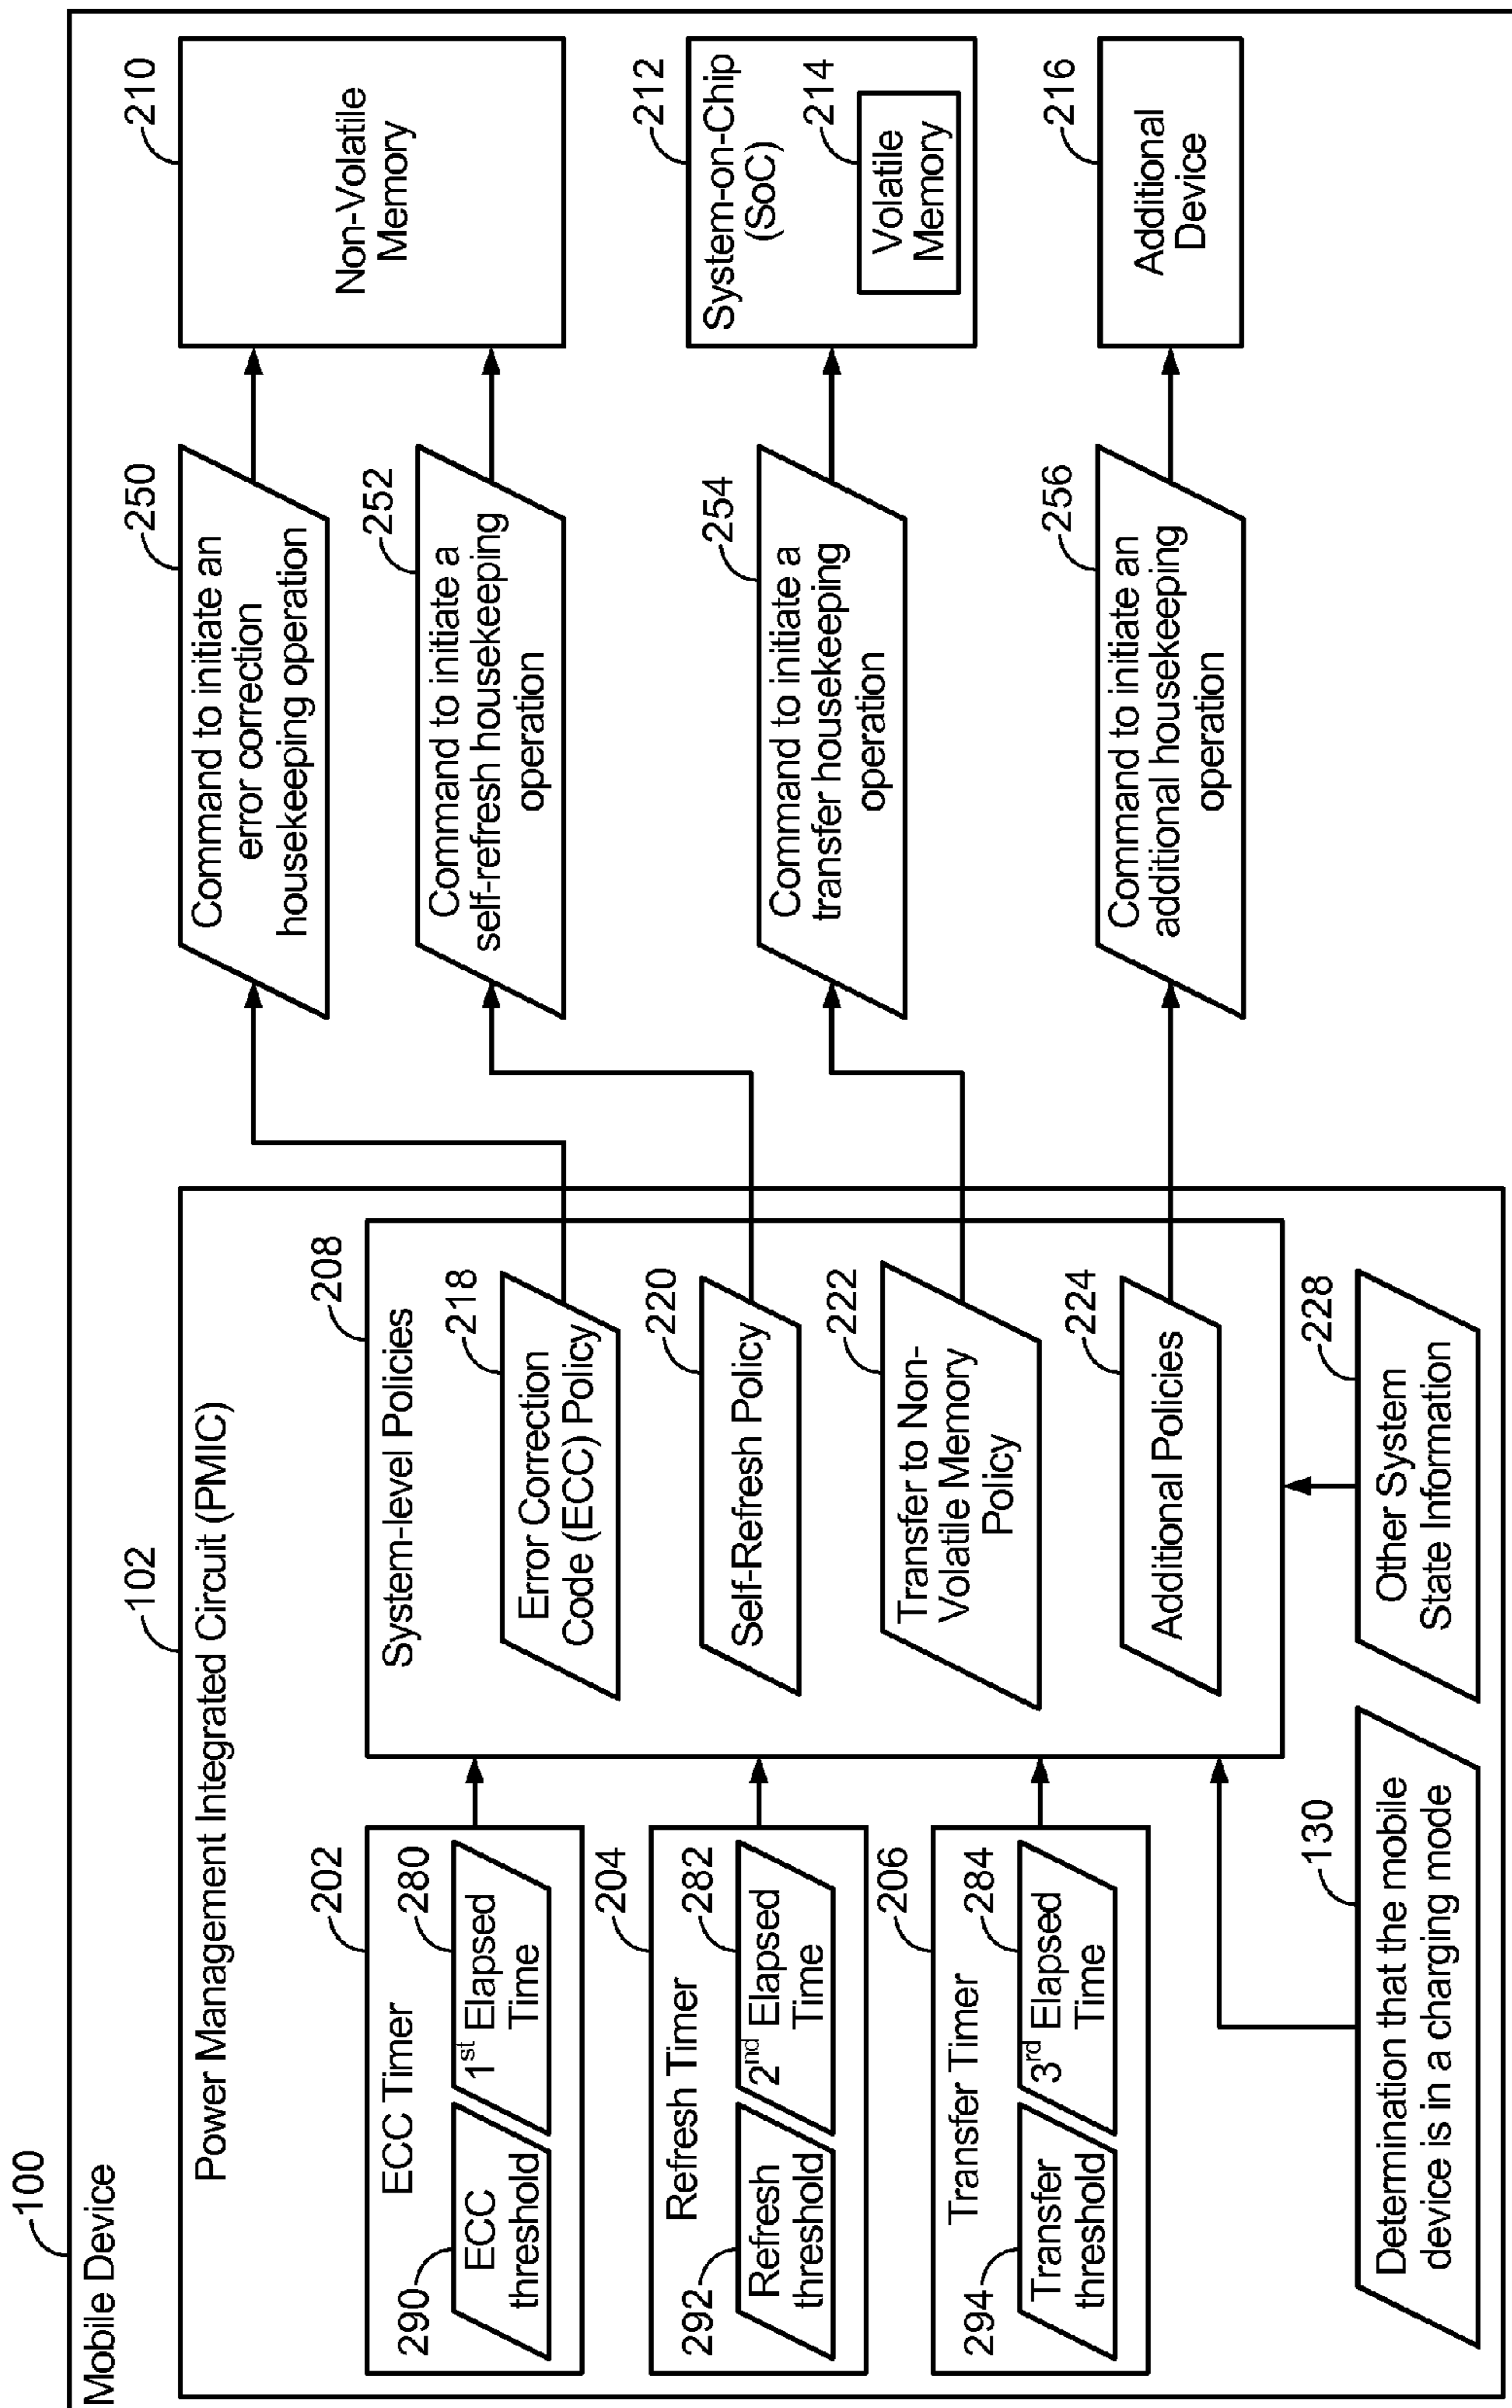 100
Mobile Device
102
Power Management Integrated Circuit (PMIC)
202
ECC Timer
290
ECC
threshold
280
1st Elapsed
Time
204
Refresh Timer
292
Refresh
threshold
282
2nd Elapsed
Time
206
Transfer Timer
294
Transfer
threshold
284
3rd Elapsed
Time
130
Determination that the mobile
device is in a charging mode
208
System-level Policies
218
Error Correction
Code (ECC) Policy
220
Self-Refresh Policy
222
Transfer to Non-
Volatile Memory
Policy
224
Additional Policies
228
Other System
State Information
250
Command to initiate an
error correction
housekeeping operation
252
Command to initiate a
self-refresh housekeeping
operation
254
Command to initiate a
transfer housekeeping
operation
256
Command to initiate an
additional housekeeping
operation
210
Non-Volatile
Memory
212
System-on-Chip
(SoC)
214
Volatile
Memory
216
Additional
Device